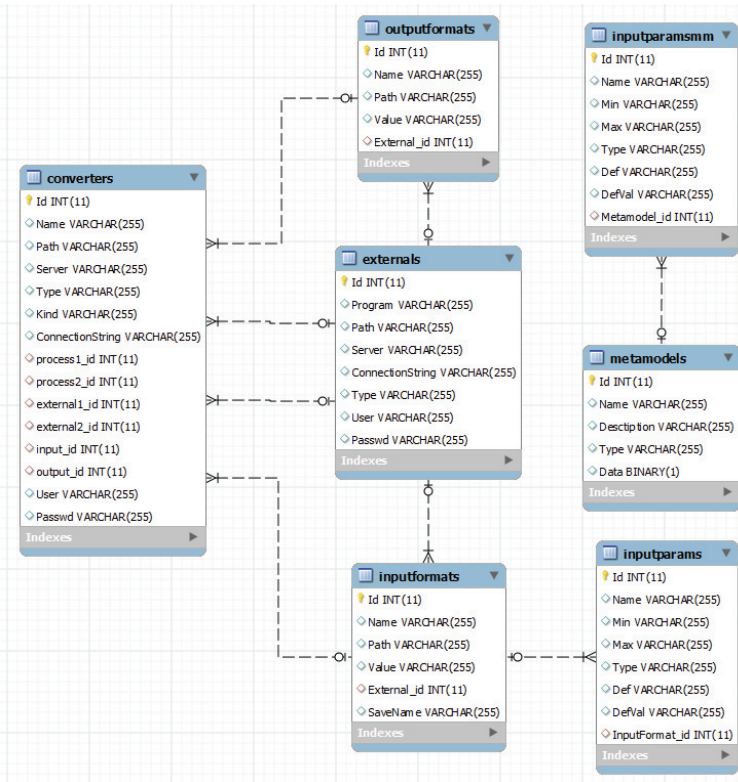 outputformats
Id INT(11)
Name VARCHAR(255)
Path VARCHAR(255)
Value VARCHAR(255)
External_id INT(11)
Indexes
inputparamsmm
Id INT(11)
Name VARCHAR(255)
Min VARCHAR(255)
Max VARCHAR(255)
Type VARCHAR(255)
Def VARCHAR(255)
DefVal VARCHAR(255)
Metamodel_id INT(11)
Indexes
converters
Id INT(11)
Name VARCHAR(255)
Path VARCHAR(255)
Server VARCHAR(255)
Type VARCHAR(255)
Kind VARCHAR(255)
ConnectionString VARCHAR(255)
process1_id INT(11)
process2_id INT(11)
external1_id INT(11)
external2_id INT(11)
input_id INT(11)
output_id INT(11)
User VARCHAR(255)
Passwd VARCHAR(255)
Indexes
externals
Id INT(11)
Program VARCHAR(255)
Path VARCHAR(255)
Server VARCHAR(255)
ConnectionString VARCHAR(255)
Type VARCHAR(255)
User VARCHAR(255)
Passwd VARCHAR(255)
Indexes
metamodels
Id INT(11)
Name VARCHAR(255)
Desctiption VARCHAR(255)
Type VARCHAR(255)
Data BINARY(1)
Indexes
inputformats
Id INT(11)
Name VARCHAR(255)
Path VARCHAR(255)
Value VARCHAR(255)
External_id INT(11)
SaveName VARCHAR(255)
Indexes
inputparams
Id INT(11)
Name VARCHAR(255)
Min VARCHAR(255)
Max VARCHAR(255)
Type VARCHAR(255)
Def VARCHAR(255)
DefVal VARCHAR(255)
InputFormat_id INT(11)
Indexes